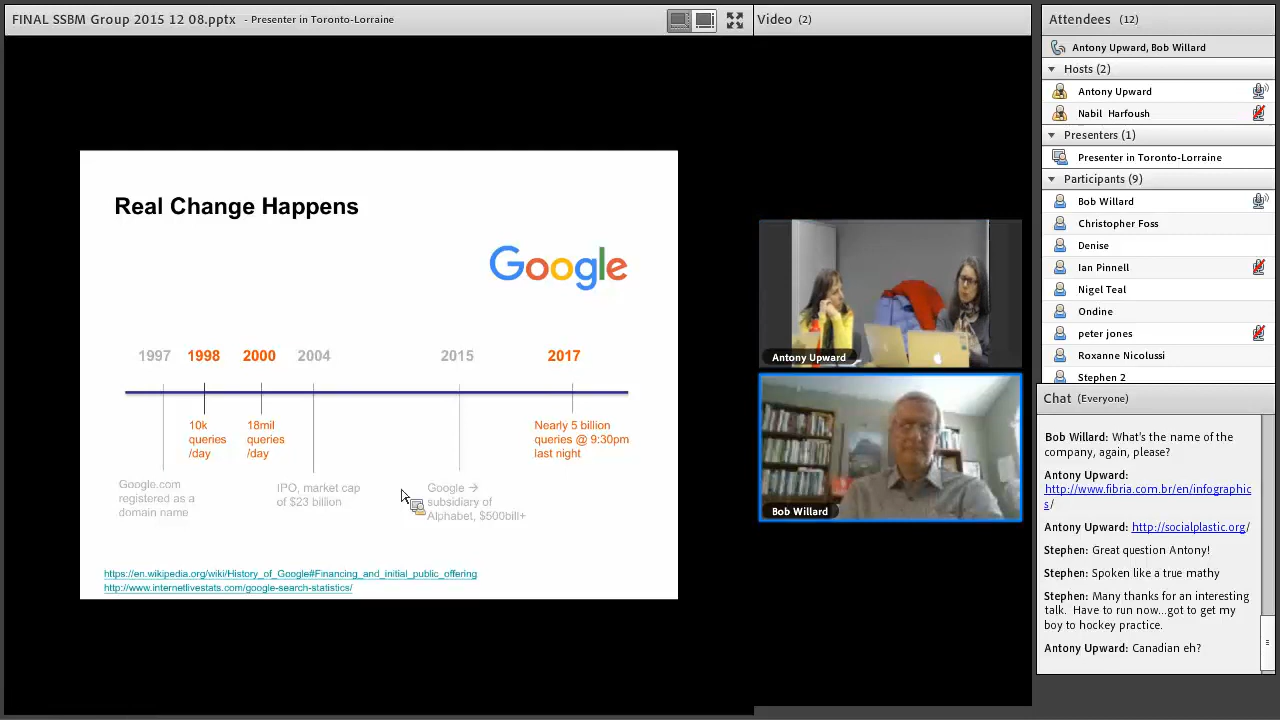 FINAL SSBM Group 2015 12 08.pptx - Presenter in Toronto-Lorraine
Real Change Happens
Google
1997 1998 2000 2004 2015 2017
10k queries /day
18mil queries /day
Nearly 5 billion queries @ 9:30pm last night
Google.com registered as a domain name
IPO, market cap of $23 billion
Google → subsidiary of Alphabet, $500bill+
https://en.wikipedia.org/wiki/History_of_Google#Financing_and_initial_public_offering
http://www.internetlivestats.com/google-search-statistics/
Video (2)
Antony Upward
Bob Willard
Attendees (12)
Antony Upward, Bob Willard
Hosts (2)
Antony Upward
Nabil Harfoush
Presenters (1)
Presenter in Toronto-Lorraine
Participants (9)
Bob Willard
Christopher Foss
Denise
Ian Pinnell
Nigel Teal
Ondine
peter jones
Roxanne Nicolussi
Stephen 2
Chat (Everyone)
Bob Willard: What's the name of the
company, again, please?
Antony Upward:
http://www.fibria.com.br/en/infographic
s/
Antony Upward: http://socialplastic.org/
Stephen: Great question Antony!
Stephen: Spoken like a true mathy
Stephen: Many thanks for an interesting
talk. Have to run now...got to get my
boy to hockey practice.
Antony Upward: Canadian eh?